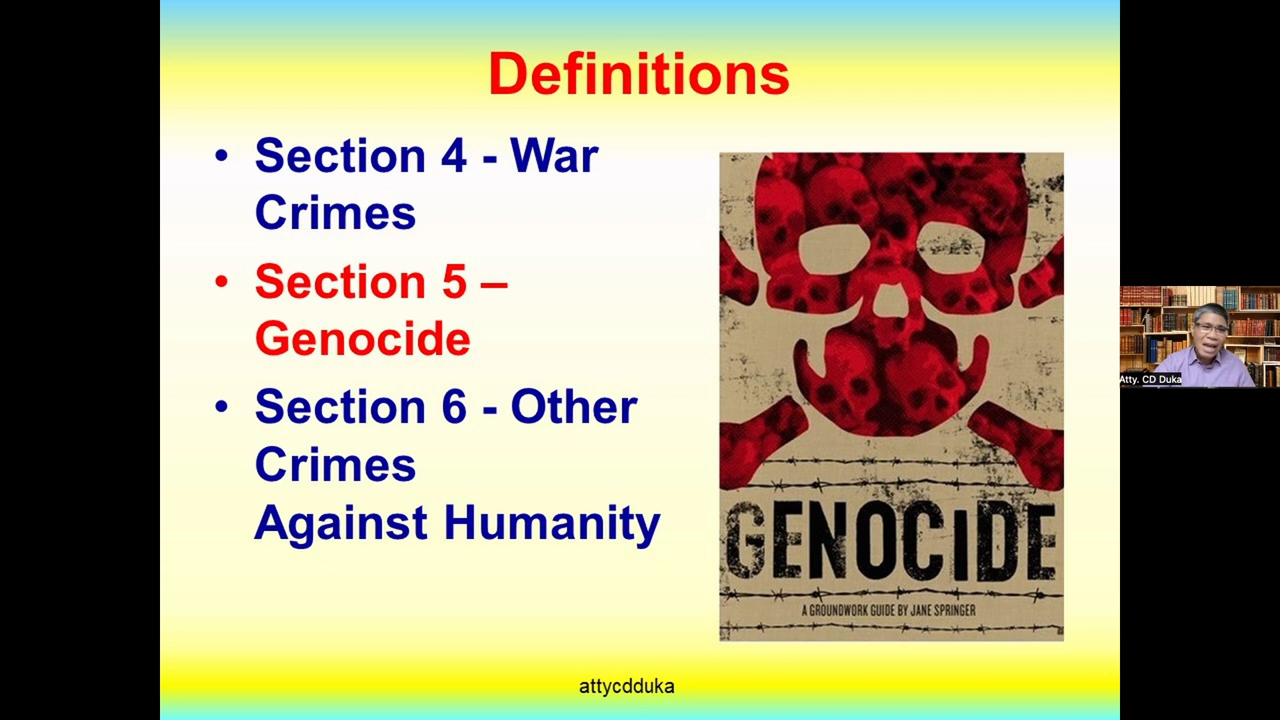 Definitions
• Section 4 - War
Crimes
• Section 5 –
Genocide
• Section 6 - Other
Crimes
Against Humanity
GENOCIDE
A GROUNDWORK GUIDE BY JANE SPRINGER
attycdduka
Atty. CD Duka